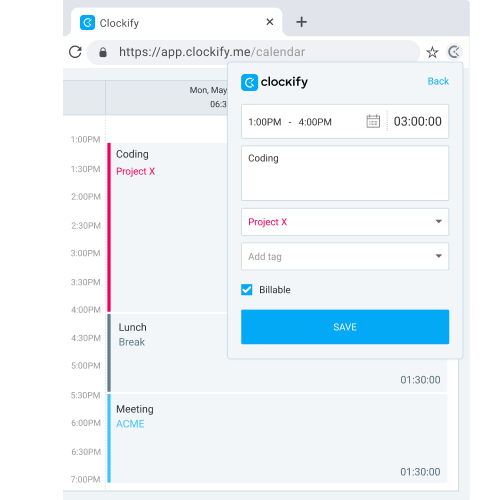 Clockify
https://app.clockify.me/calendar
Mon, May
06:3
1:00PM
1:30PM
2:00PM
2:30PM
3:00PM
3:30PM
4:00PM
4:30PM
5:00PM
5:30PM
6:00PM
6:30PM
7:00PM
Coding
Project X
Lunch
Break
01:30:00
Meeting
ACME
01:30:00
clockify
Back
1:00PM - 4:00PM
03:00:00
Coding
Project X
Add tag
Billable
SAVE